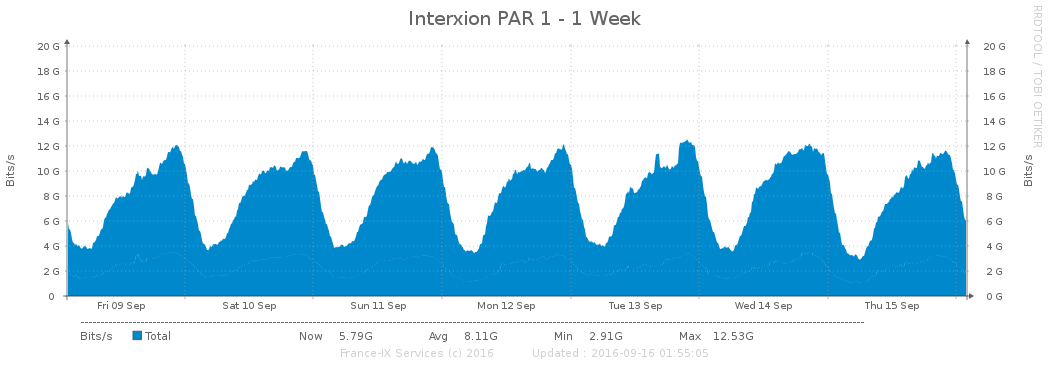 Interxion PAR 1 - 1 Week
RRDTOOL / TOBI OETIKER
Bits/s
20 G 20 G
18 G 18 G
16 G 16 G
14 G 14 G
12 G 12 G
10 G 10 G
8 G 8 G
6 G 6 G
4 G 4 G
2 G 2 G
0 0 G
Bits/s
Fri 09 Sep Sat 10 Sep Sun 11 Sep Mon 12 Sep Tue 13 Sep Wed 14 Sep Thu 15 Sep
Bits/s Total Now 5.79G Avg 8.11G Min 2.91G Max 12.53G
France-IX Services (c) 2016 Updated : 2016-09-16 01:55:05